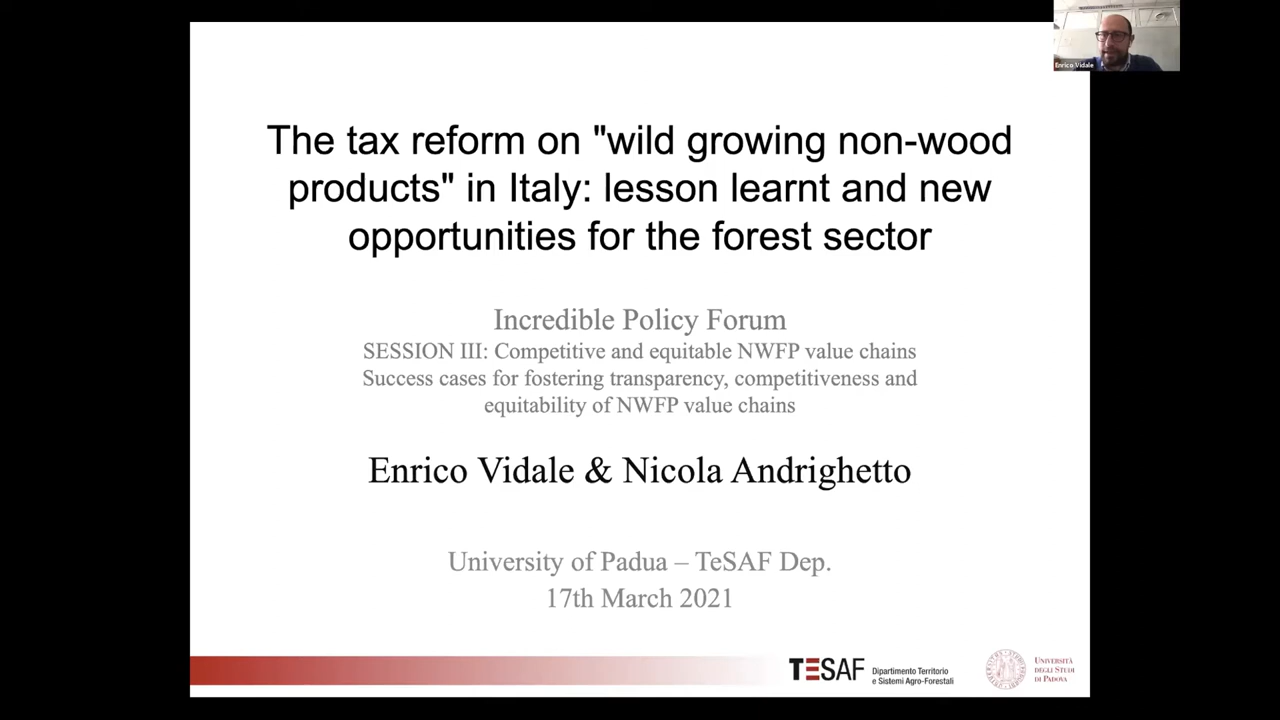 Enrico Vidale
The tax reform on "wild growing non-wood
products" in Italy: lesson learnt and new
opportunities for the forest sector
Incredible Policy Forum
SESSION III: Competitive and equitable NWFP value chains
Success cases for fostering transparency, competitiveness and
equitability of NWFP value chains
Enrico Vidale & Nicola Andrighetto
University of Padua – TeSAF Dep.
17th March 2021
TESAF
Dipartimento Territorio
e Sistemi Agro-Forestali
UNIVERSITÀ
DEGLI STUDI
DI PADOVA